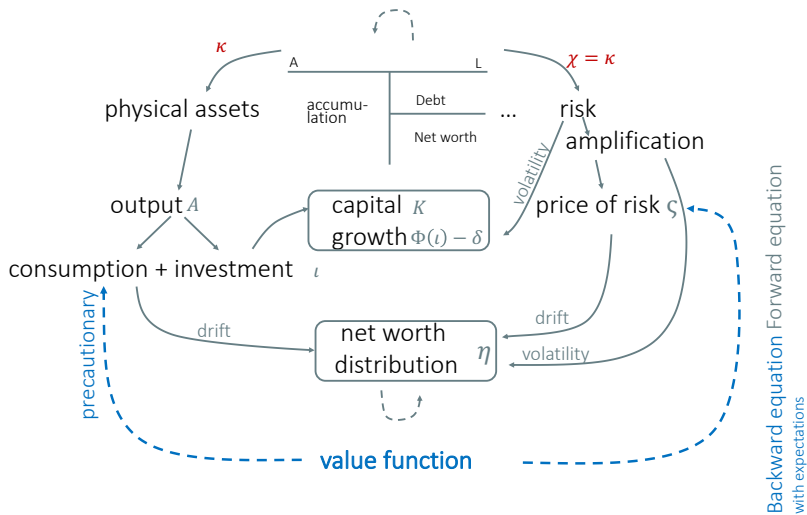 κ
χ = κ
A
L
physical assets
accumu-
lation
Debt
Net worth
...
risk
amplification
volatility
output A
capital K
growth Φ(ι) − δ
price of risk ς
consumption + investment ι
precautionary
drift
net worth
distribution η
drift
volatility
value function
Backward equation Forward equation
with expectations